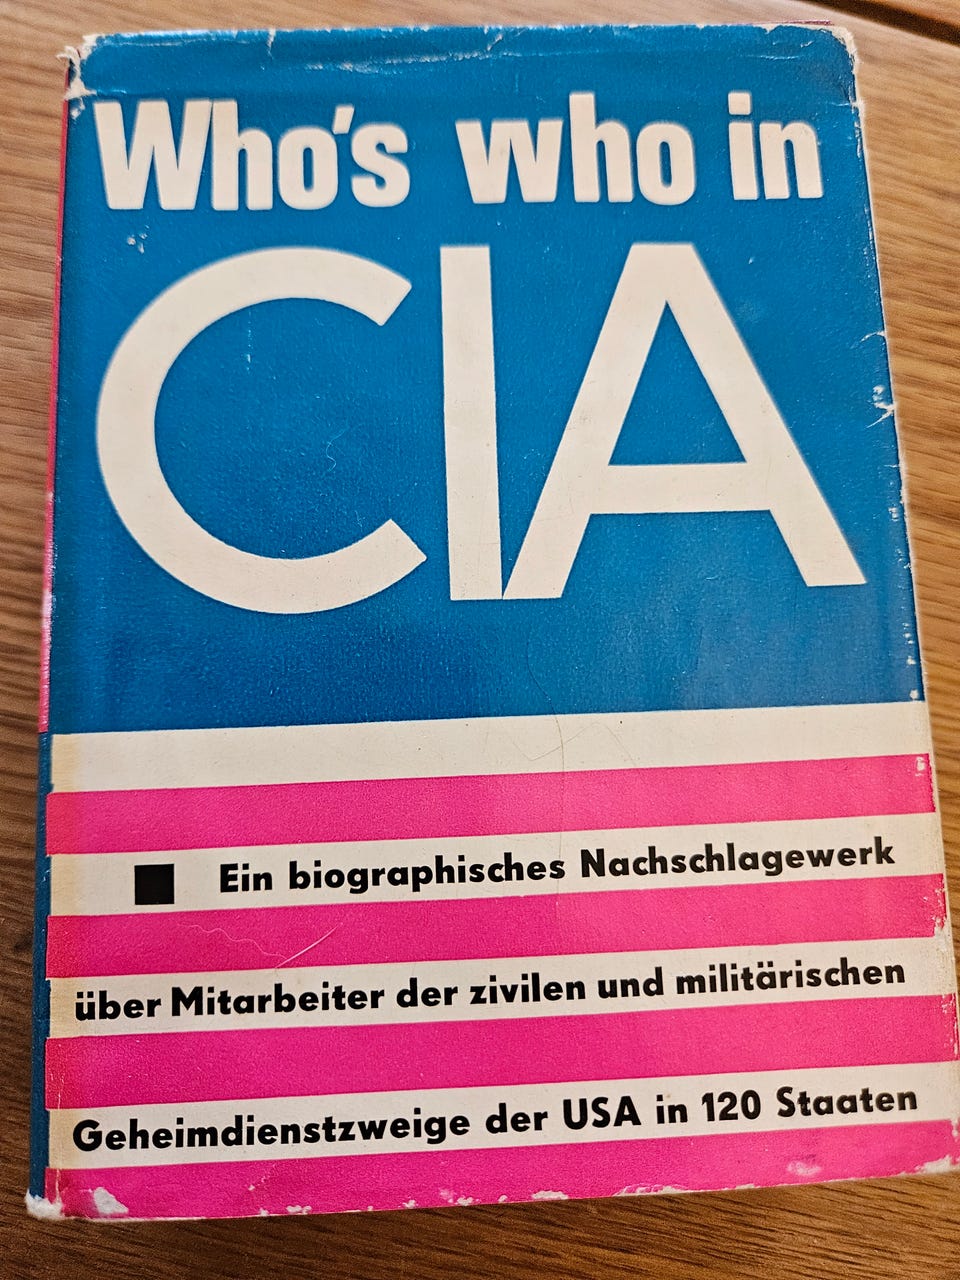 Who's who in
CIA
Ein biographisches Nachschlagewerk
über Mitarbeiter der zivilen und militärischen
Geheimdienstzweige der USA in 120 Staaten